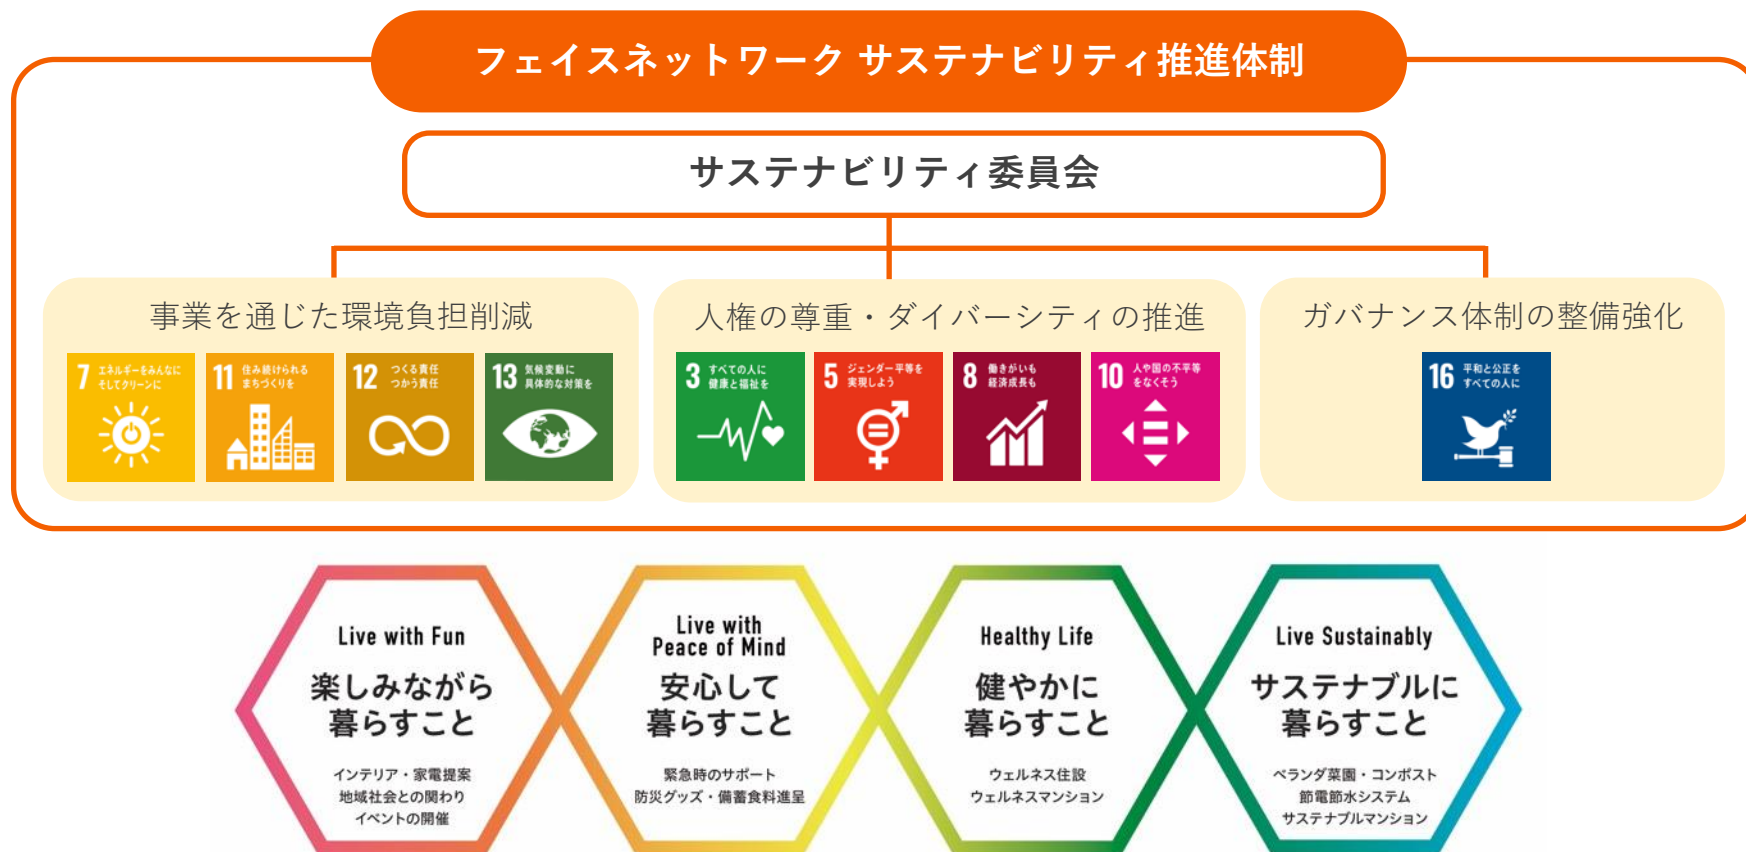 フェイスネットワーク サステナビリティ推進体制
サステナビリティ委員会
事業を通じた環境負担削減
7 エネルギーをみんなに
そしてクリーンに
11 住み続けられる
まちづくりを
12 つくる責任
つかう責任
13 気候変動に
具体的な対策を
人権の尊重・ダイバーシティの推進
3 すべての人に
健康と福祉を
5 ジェンダー平等を
実現しよう
8 働きがいも
経済成長も
10 人や国の不平等
をなくそう
ガバナンス体制の整備強化
16 平和と公正を
すべての人に
Live with Fun
楽しみながら
暮らすこと
インテリア・家電提案
地域社会との関わり
イベントの開催
Live with
Peace of Mind
安心して
暮らすこと
緊急時のサポート
防災グッズ・備蓄食料進呈
Healthy Life
健やかに
暮らすこと
ウェルネス住設
ウェルネスマンション
Live Sustainably
サステナブルに
暮らすこと
ベランダ菜園・コンポスト
節電節水システム
サステナブルマンション